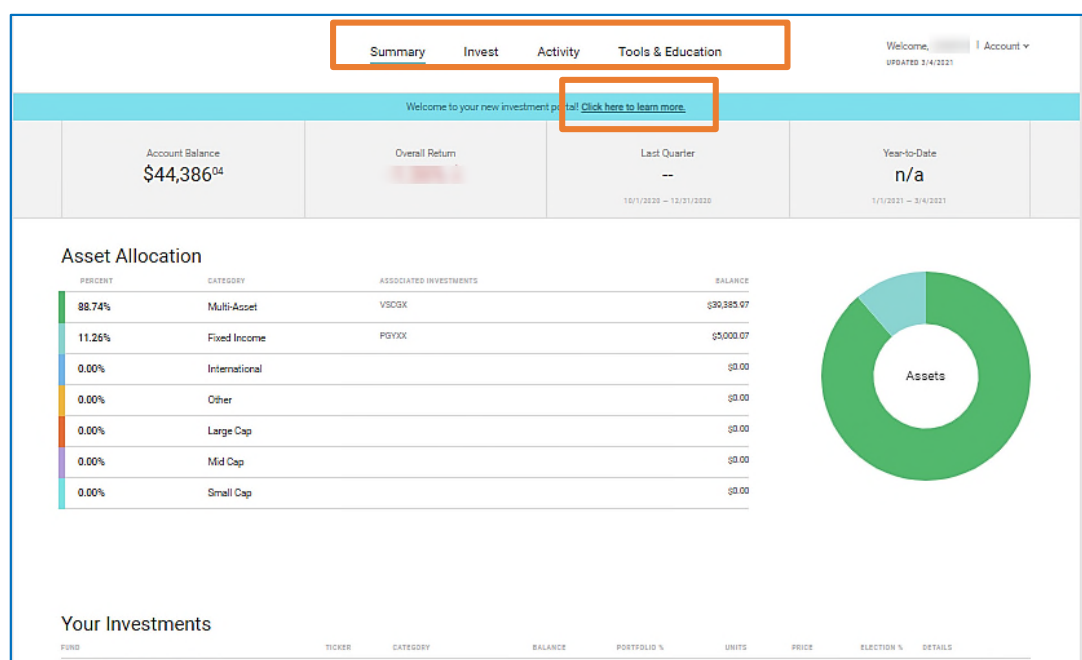 Summary Invest Activity Tools & Education
Welcome, | Account
UPDATED 3/4/2021
Welcome to your new investment portal! Click here to learn more.
Account Balance Overall Return Last Quarter Year-to-Date
$44,38604 -- n/a
10/1/2020 – 12/31/2020 1/1/2021 – 3/4/2021
Asset Allocation
PERCENT CATEGORY ASSOCIATED INVESTMENTS BALANCE
88.74% Multi-Asset VSCGX $39,385.97
11.26% Fixed Income PGYXX $5,000.07
0.00% International $0.00
0.00% Other $0.00
0.00% Large Cap $0.00
0.00% Mid Cap $0.00
0.00% Small Cap $0.00
Assets
Your Investments
FUND TICKER CATEGORY BALANCE PORTFOLIO % UNITS PRICE ELECTION % DETAILS